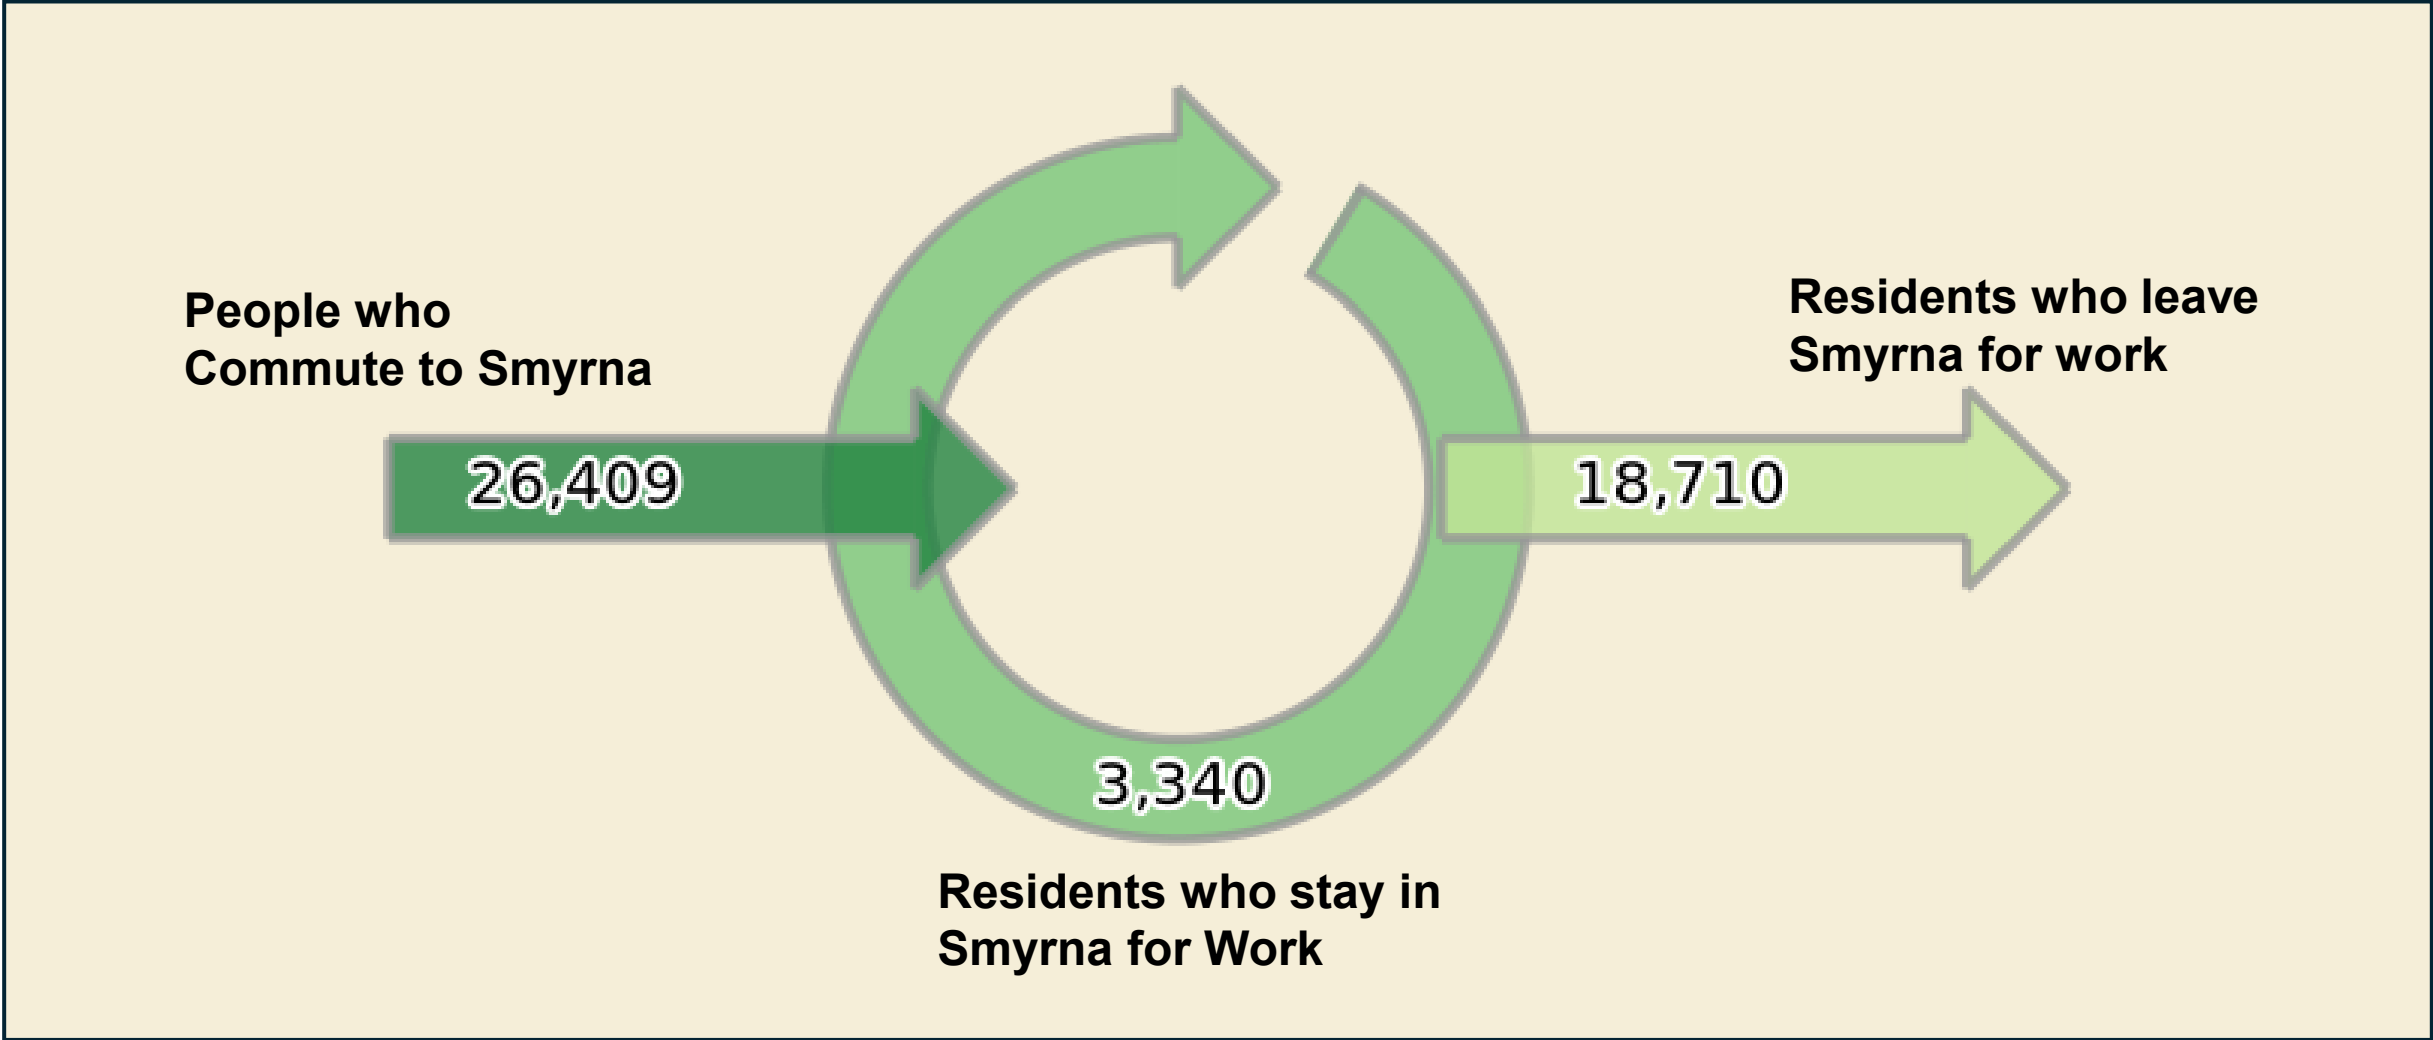 People who
Commute to Smyrna
26,409
Residents who leave
Smyrna for work
18,710
3,340
Residents who stay in
Smyrna for Work